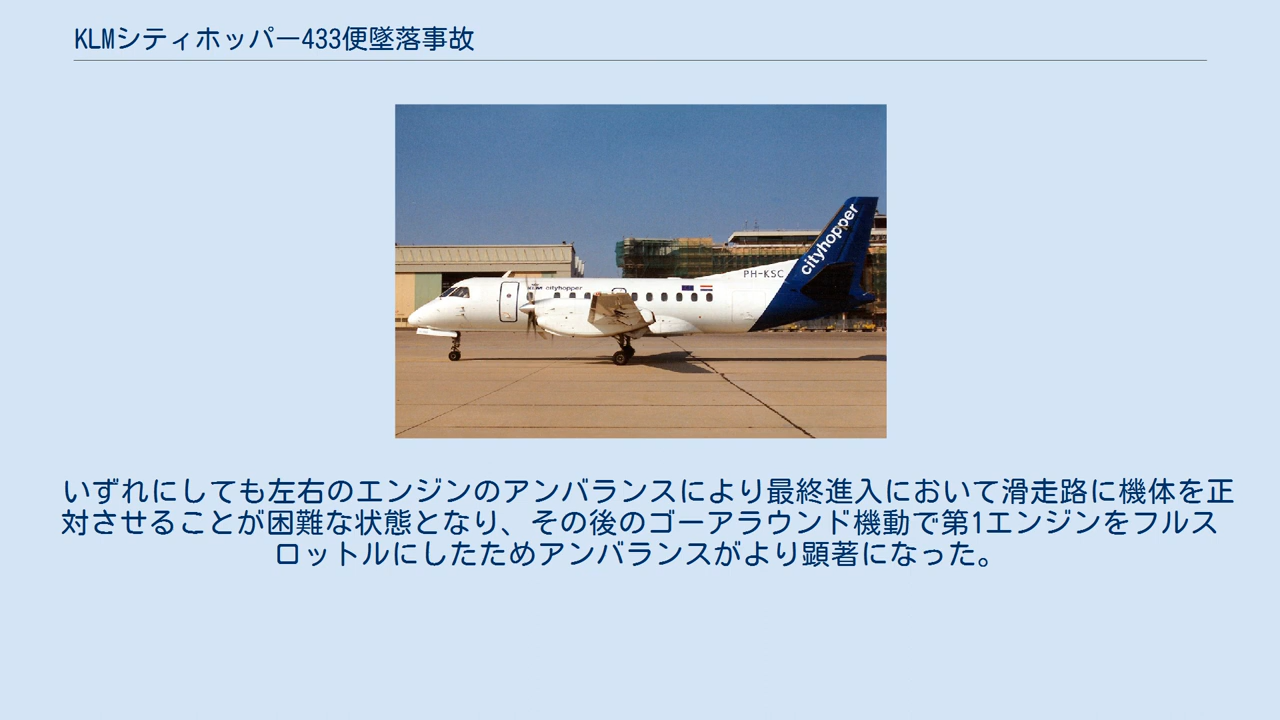 KLMシティホッパー433便墜落事故
cityhopper
PH-KSC
KLM cityhopper
いずれにしても左右のエンジンのアンバランスにより最終進入において滑走路に機体を正
対させることが困難な状態となり、その後のゴーアラウンド機動で第1エンジンをフルス
ロットルにしたためアンバランスがより顕著になった。